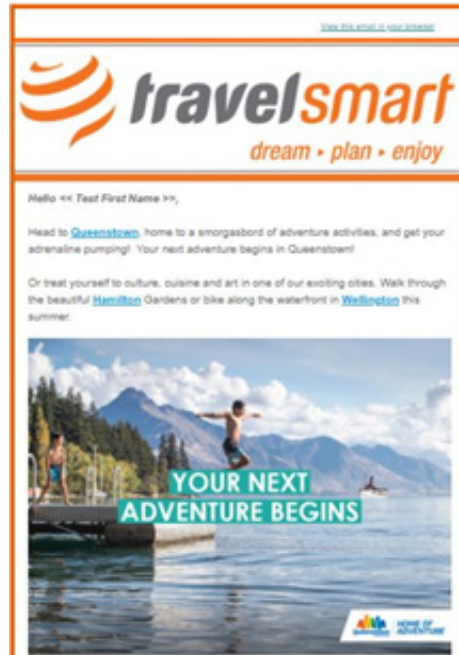 View this email in your browser
travelsmart
dream ▸ plan ▸ enjoy
Hello << Test First Name >>,
Head to Queenstown, home to a smorgasbord of adventure activities, and get your
adrenaline pumping! Your next adventure begins in Queenstown!
Or treat yourself to culture, cuisine and art in one of our exciting cities. Walk through
the beautiful Hamilton Gardens or bike along the waterfront in Wellington this
summer.
YOUR NEXT
ADVENTURE BEGINS
HOME OF
ADVENTURE